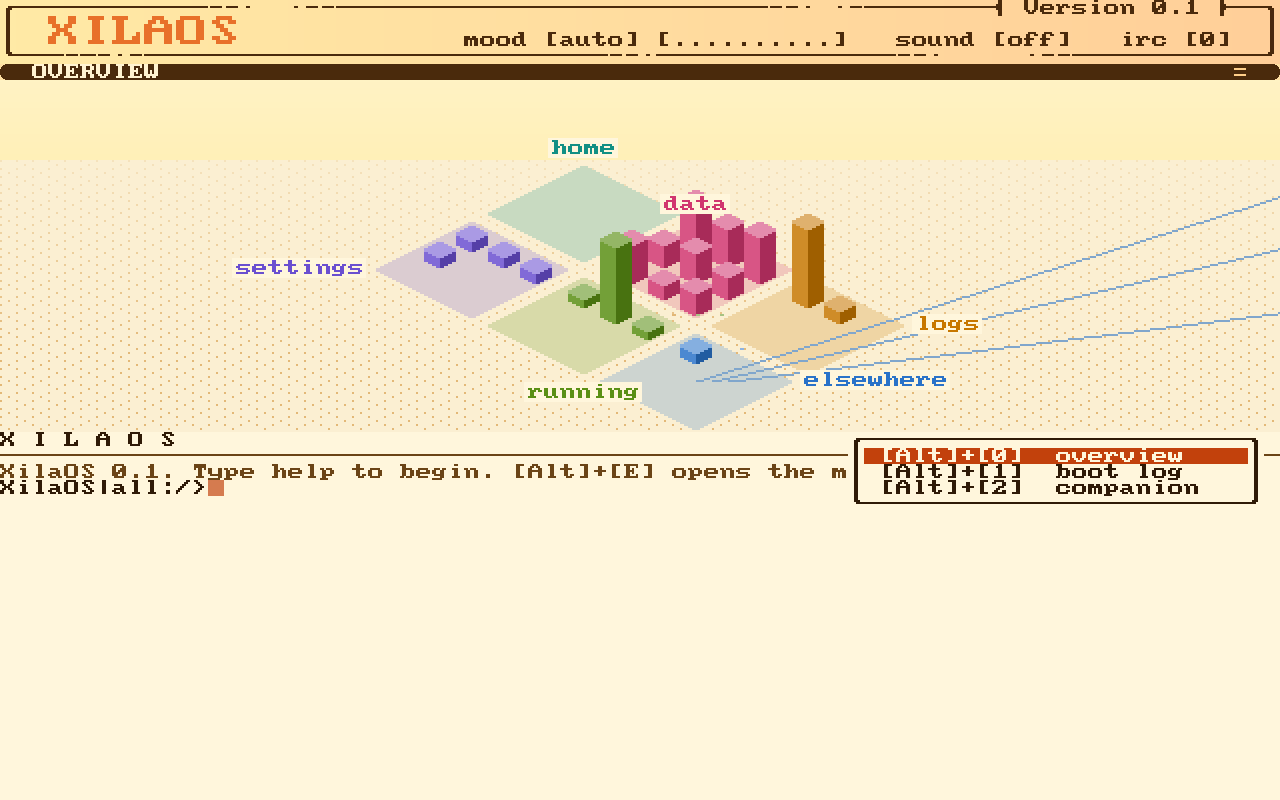 Version 0.1
XILAOS
mood [auto] [..........] sound [off] irc [0]
OVERVIEW =
home
data
settings
logs
elsewhere
running
X I L A O S
[Alt]+[0] overview
XilaOS 0.1. Type help to begin. [Alt]+[E] opens the m
[Alt]+[1] boot log
XilaOS|all:/>
[Alt]+[2] companion